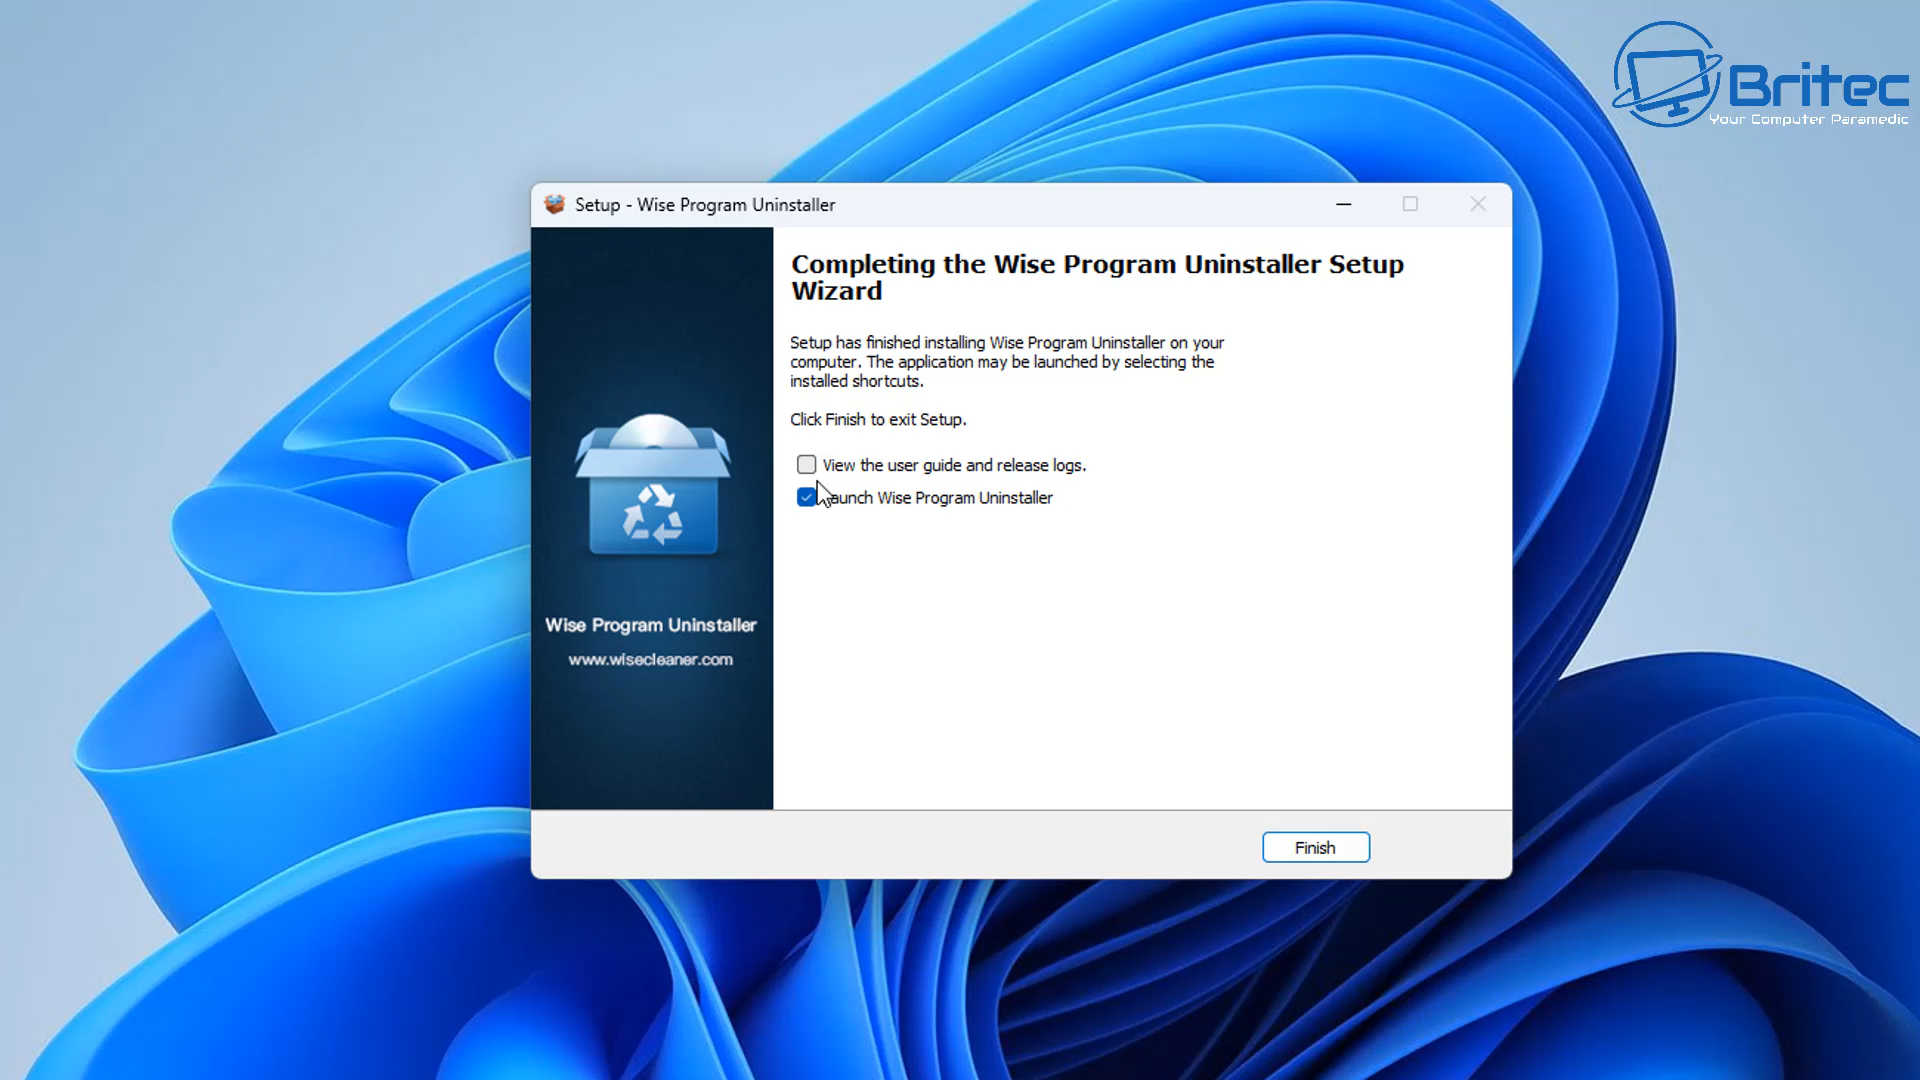 Britec
Your Computer Paramedic
Setup - Wise Program Uninstaller
Completing the Wise Program Uninstaller Setup
Wizard
Setup has finished installing Wise Program Uninstaller on your
computer. The application may be launched by selecting the
installed shortcuts.
Click Finish to exit Setup.
View the user guide and release logs.
Launch Wise Program Uninstaller
Wise Program Uninstaller
www.wisecleaner.com
Finish